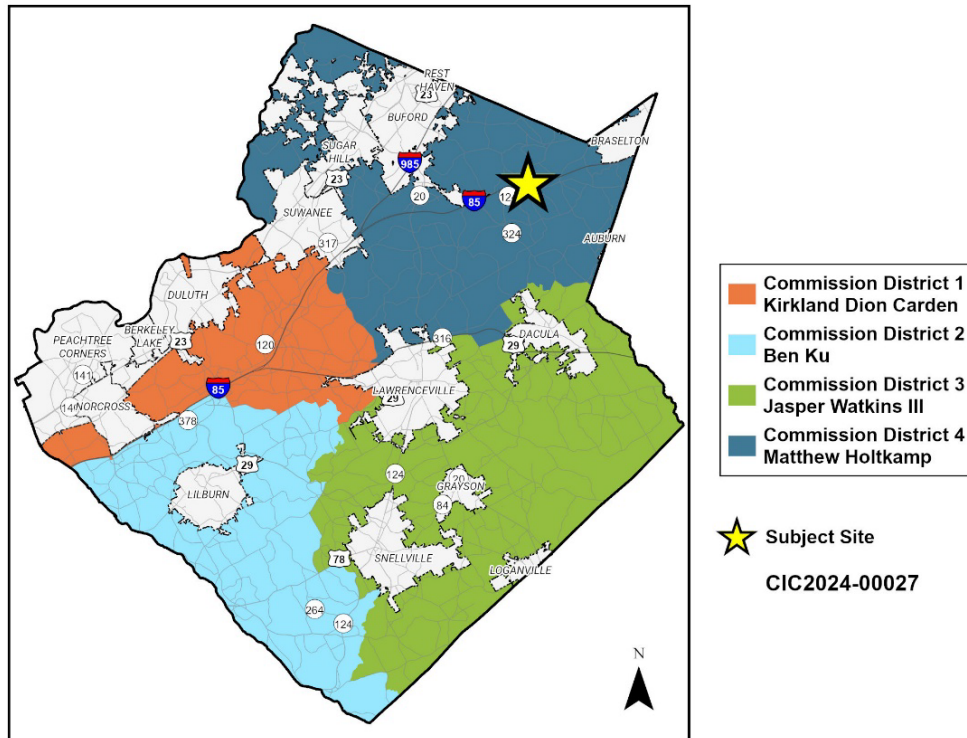 REST
HAVEN
23
BUFORD
BRASELTON
SUGAR
HILL
985
23
20
85
SUWANEE
317
324
AUBURN
DULUTH
BERKELEY
LAKE
23
PEACHTREE
CORNERS
141
120
316
DACULA
29
NORCROSS
85
LAWRENCEVILLE
29
378
29
LILBURN
124
20
GRAYSON
84
78
SNELLVILLE
LOGANVILLE
264
124
N
Commission District 1
Kirkland Dion Carden
Commission District 2
Ben Ku
Commission District 3
Jasper Watkins III
Commission District 4
Matthew Holtkamp
Subject Site
CIC2024-00027